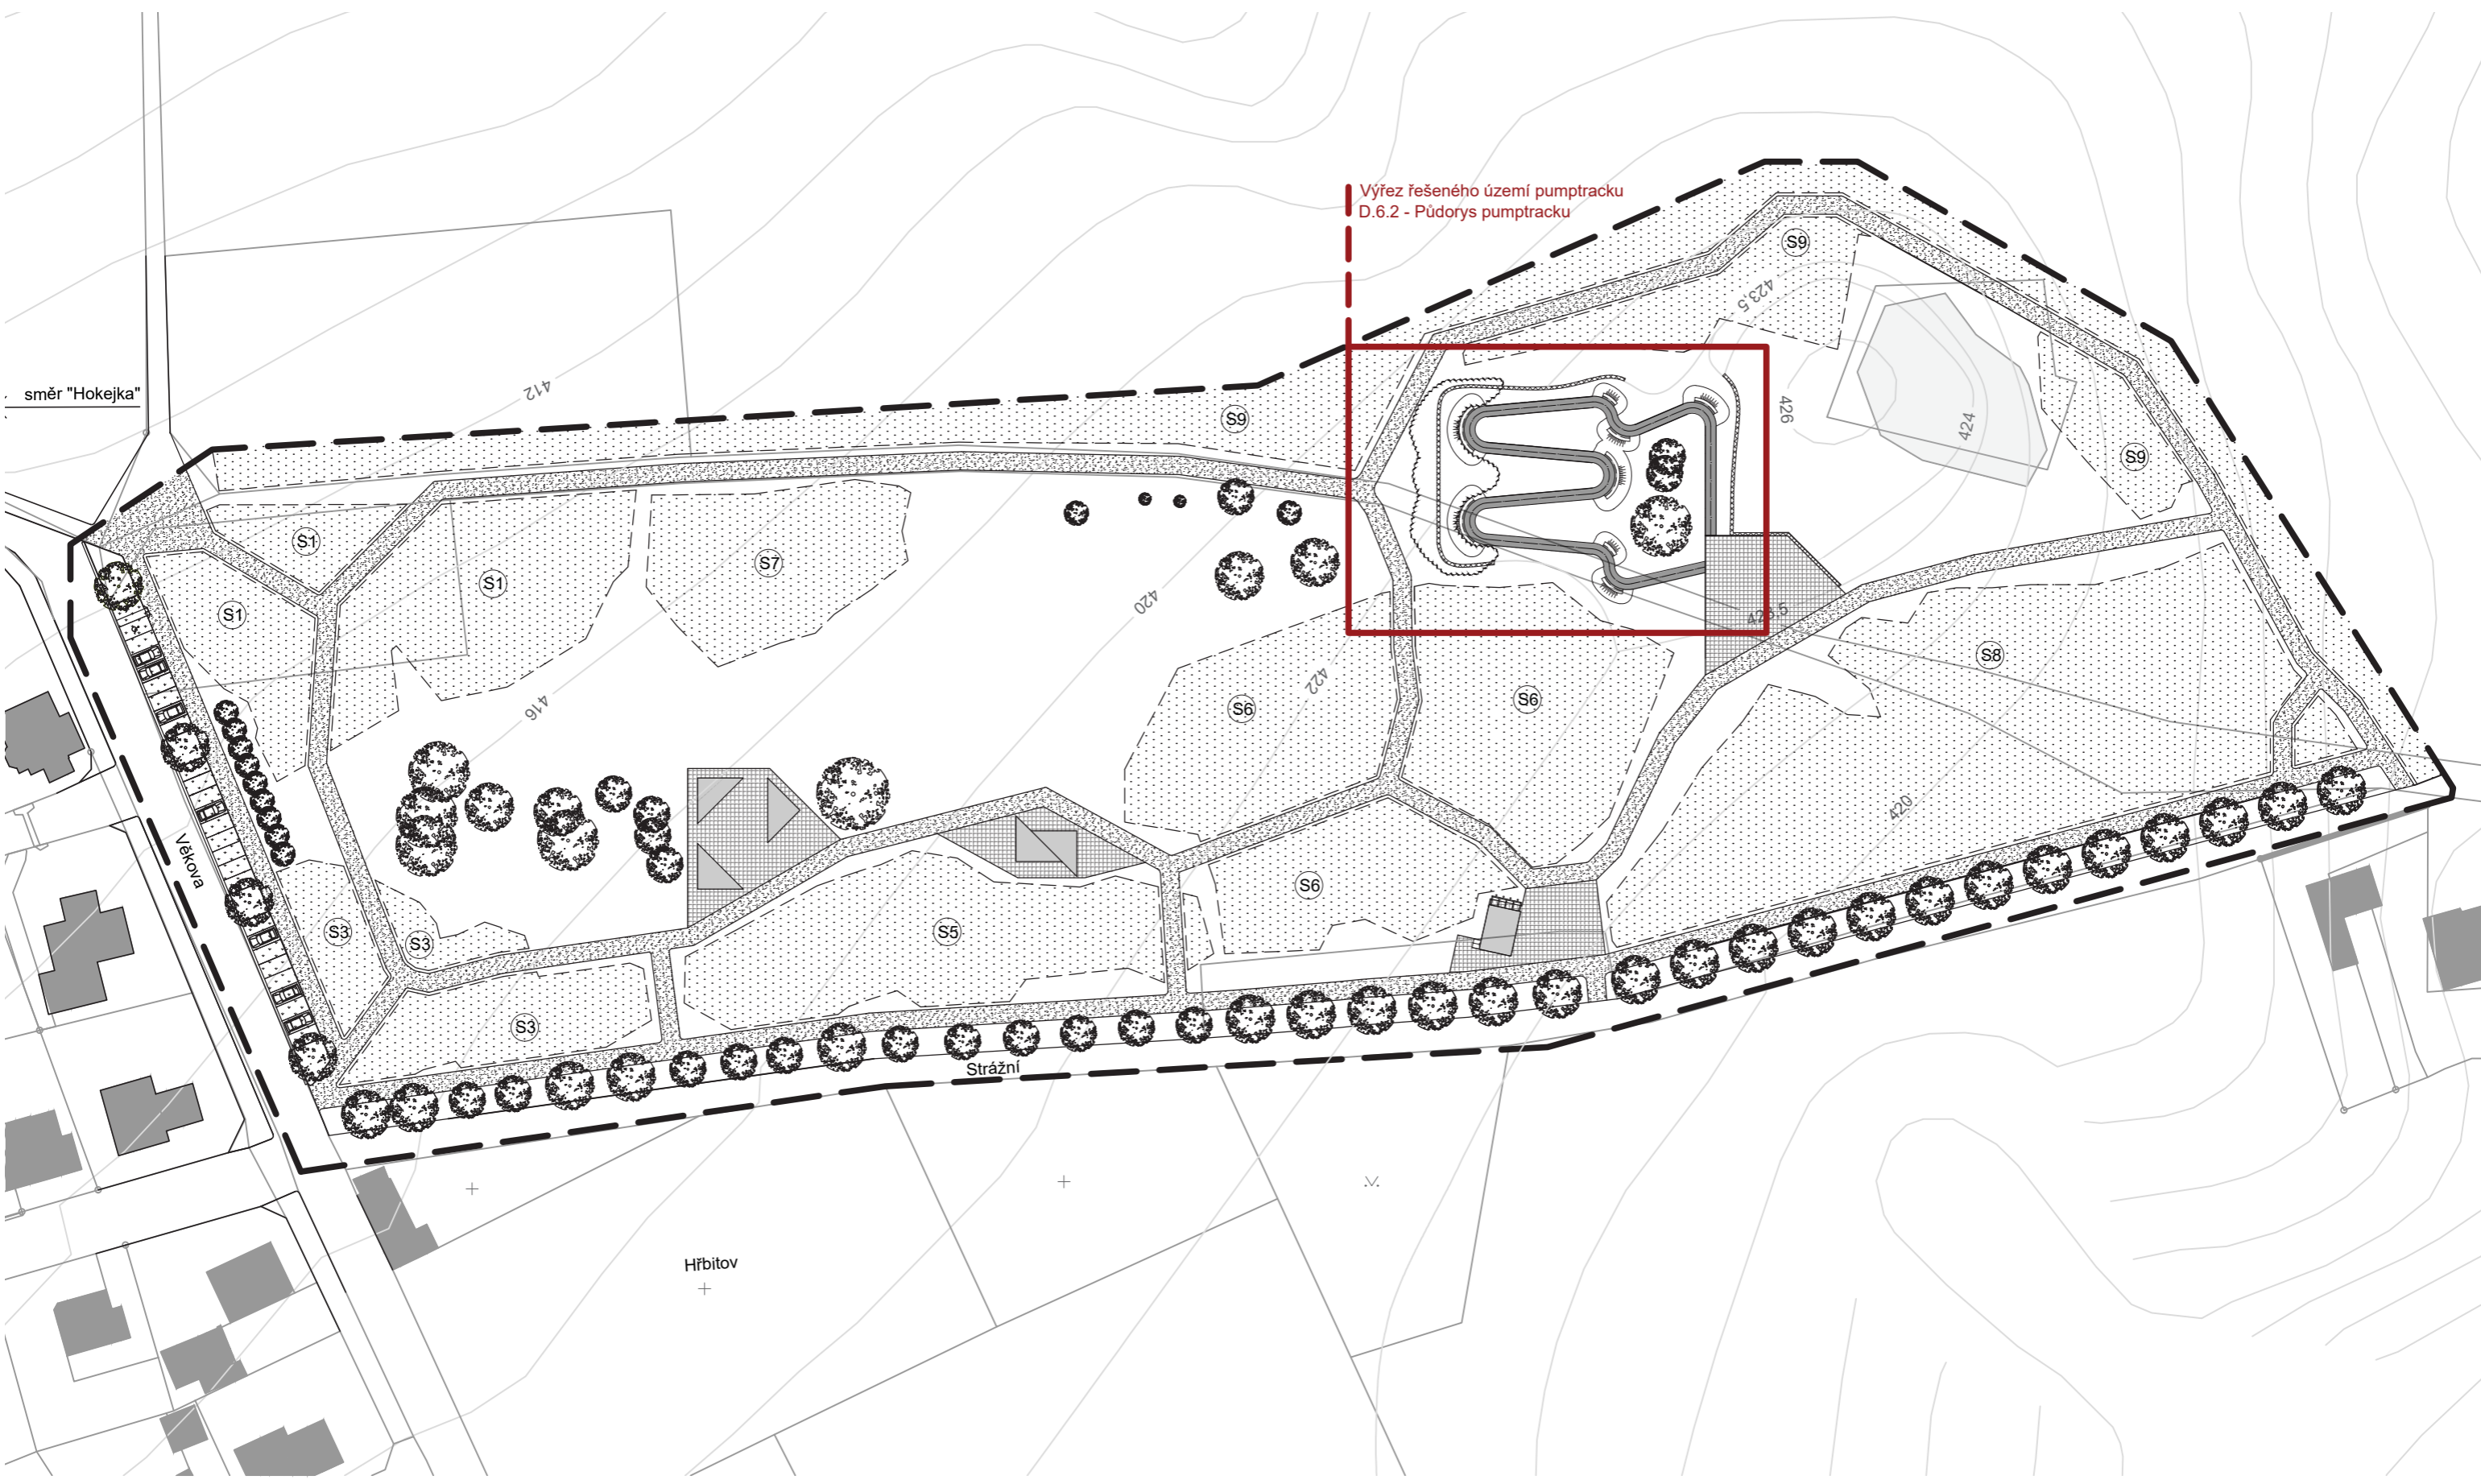 Výřez řešeného území pumptracku
D.6.2 - Půdorys pumptracku
S9
423.5
směr "Hokejka"
412
426
424
S9
S9
S1
S7
S1
S1
420
423.5
S8
422
S6
S6
416
420
Věkova
S6
S3
S3
S5
S3
Strážní
Hřbitov